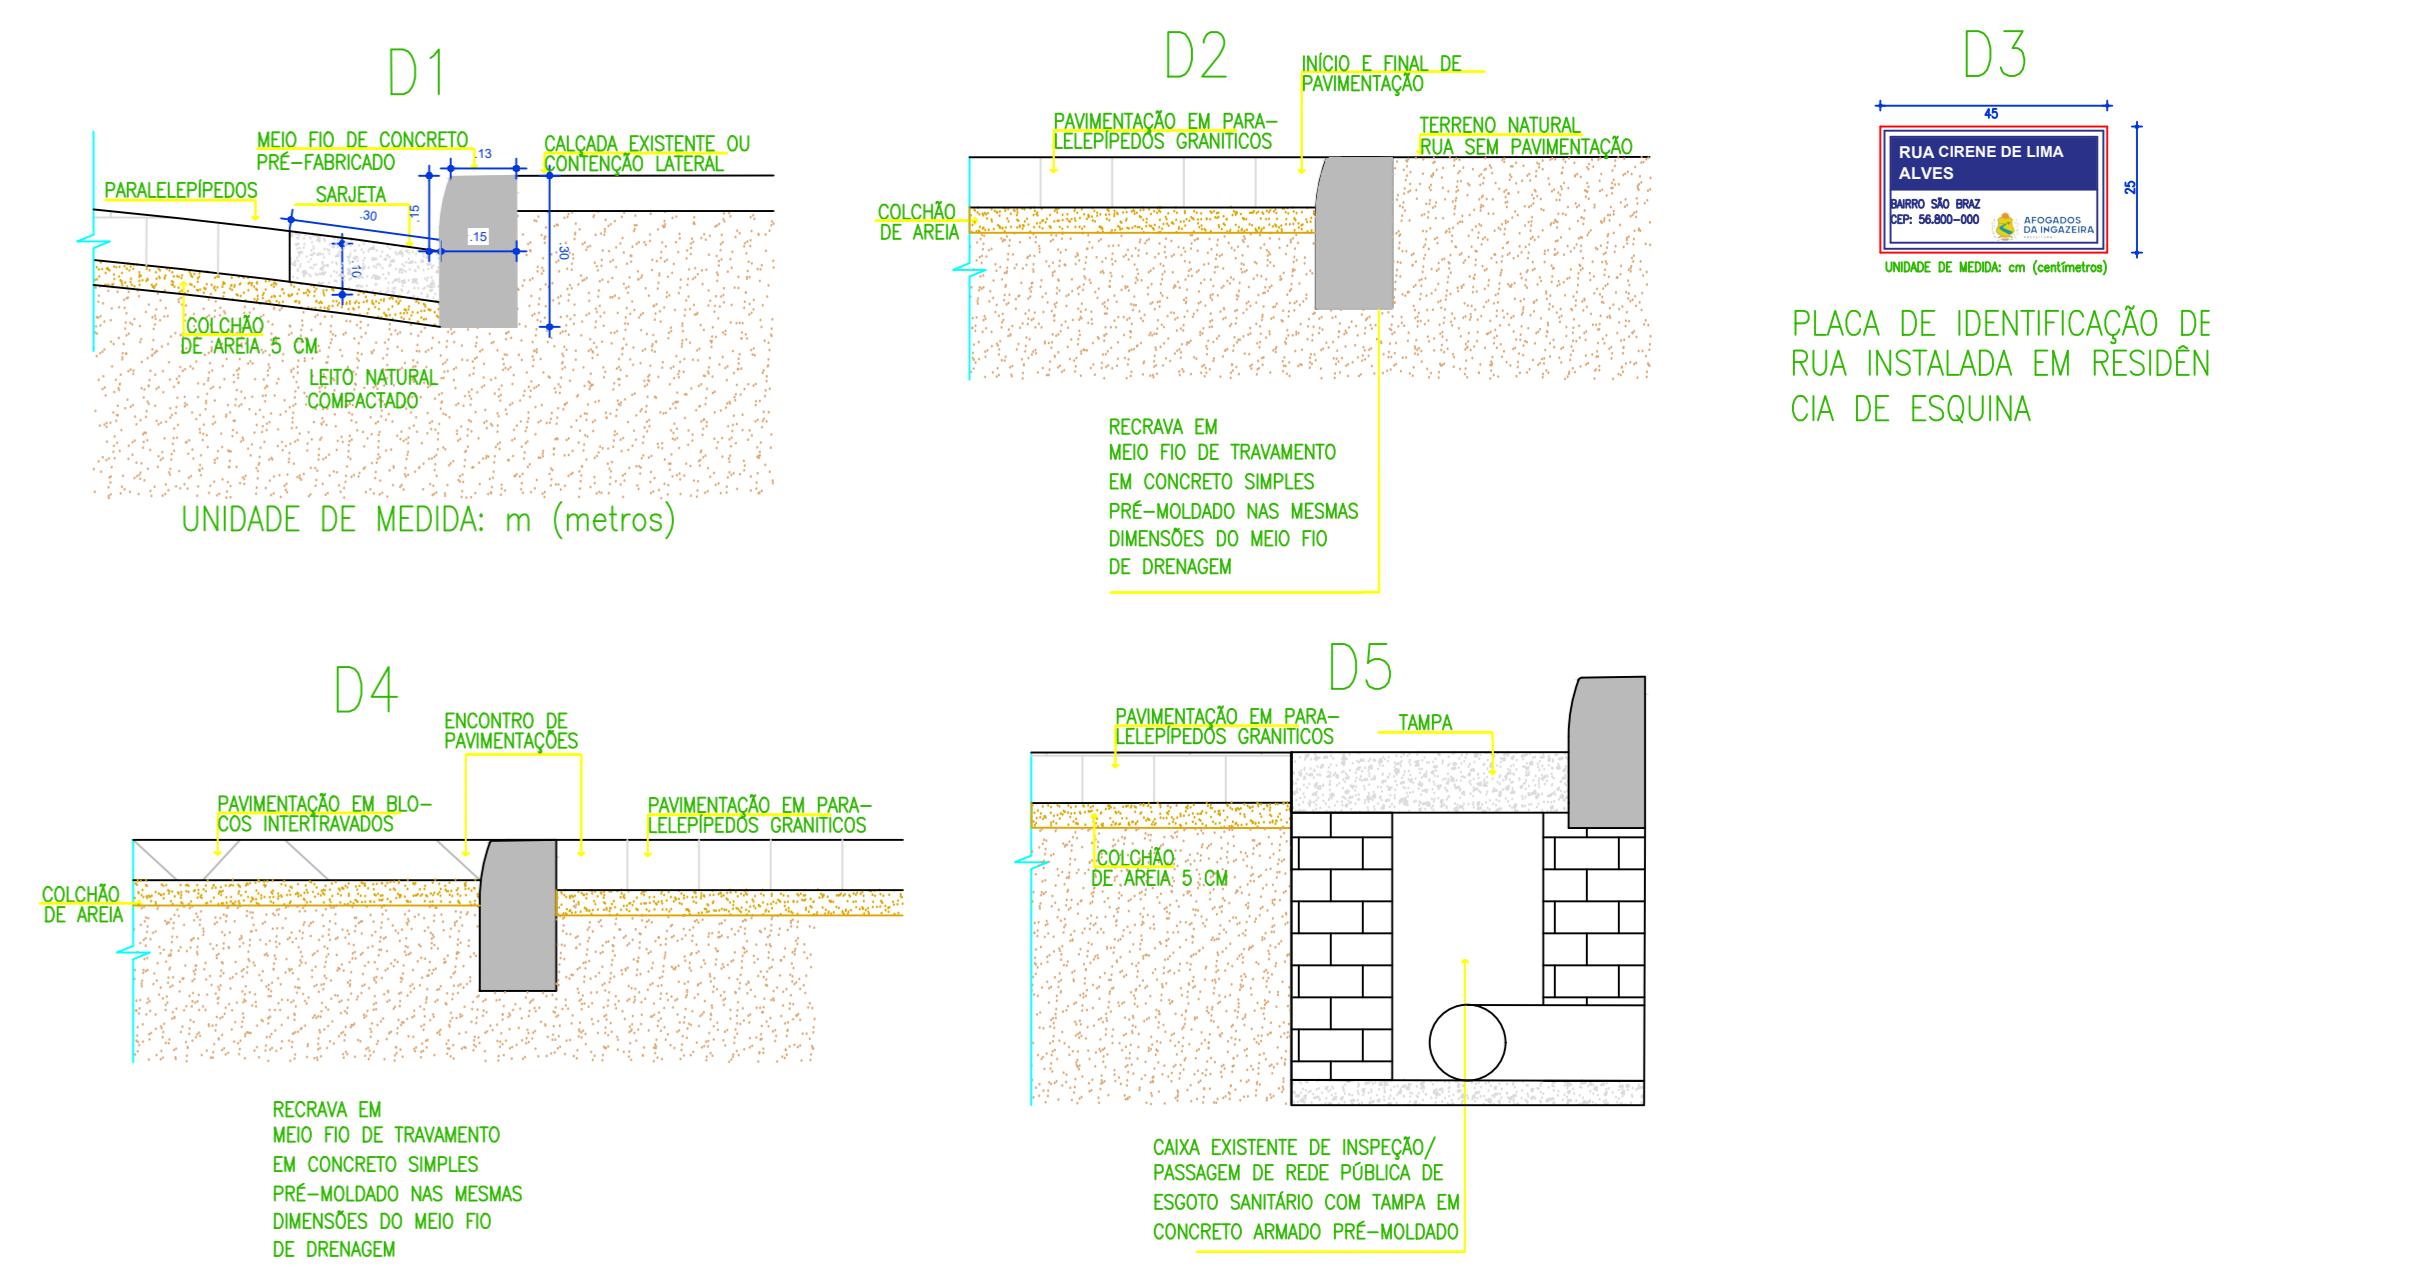 D1
MEIO FIO DE CONCRETO
PRÉ-FABRICADO
.13
CALÇADA EXISTENTE OU
CONTENÇÃO LATERAL
PARALELEPÍPEDOS
SARJETA
.30
.15
.15
.10
.30
COLCHÃO
DE AREIA 5 CM
LEITO NATURAL
COMPACTADO
UNIDADE DE MEDIDA: m (metros)
D2
INÍCIO E FINAL DE
PAVIMENTAÇÃO
PAVIMENTAÇÃO EM PARA-
LELEPÍPEDOS GRANITICOS
TERRENO NATURAL
RUA SEM PAVIMENTAÇÃO
COLCHÃO
DE AREIA
RECRAVA EM
MEIO FIO DE TRAVAMENTO
EM CONCRETO SIMPLES
PRÉ-MOLDADO NAS MESMAS
DIMENSÕES DO MEIO FIO
DE DRENAGEM
D3
45
RUA CIRENE DE LIMA
ALVES
BAIRRO SÃO BRAZ
CEP: 56.800-000
AFOGADOS
DA INGAZEIRA
25
UNIDADE DE MEDIDA: cm (centímetros)
PLACA DE IDENTIFICAÇÃO DE
RUA INSTALADA EM RESIDÊN
CIA DE ESQUINA
D4
ENCONTRO DE
PAVIMENTAÇÕES
PAVIMENTAÇÃO EM BLO-
COS INTERTRAVADOS
PAVIMENTAÇÃO EM PARA-
LELEPÍPEDOS GRANITICOS
COLCHÃO
DE AREIA
RECRAVA EM
MEIO FIO DE TRAVAMENTO
EM CONCRETO SIMPLES
PRÉ-MOLDADO NAS MESMAS
DIMENSÕES DO MEIO FIO
DE DRENAGEM
D5
PAVIMENTAÇÃO EM PARA-
LELEPÍPEDOS GRANITICOS
TAMPA
COLCHÃO
DE AREIA 5 CM
CAIXA EXISTENTE DE INSPEÇÃO/
PASSAGEM DE REDE PÚBLICA DE
ESGOTO SANITÁRIO COM TAMPA EM
CONCRETO ARMADO PRÉ-MOLDADO